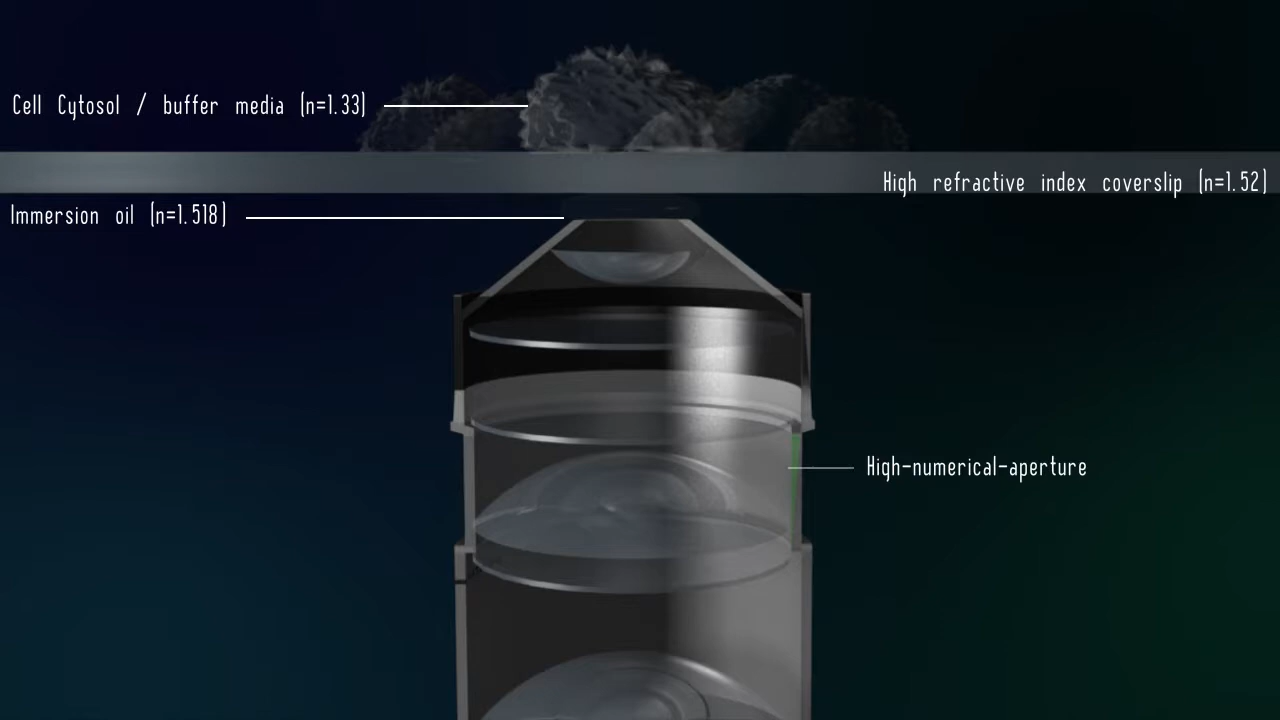 Cell Cytosol / buffer media (n=1.33)
High refractive index coverslip (n=1.52)
Immersion oil (n=1.518)
High-numerical-aperture